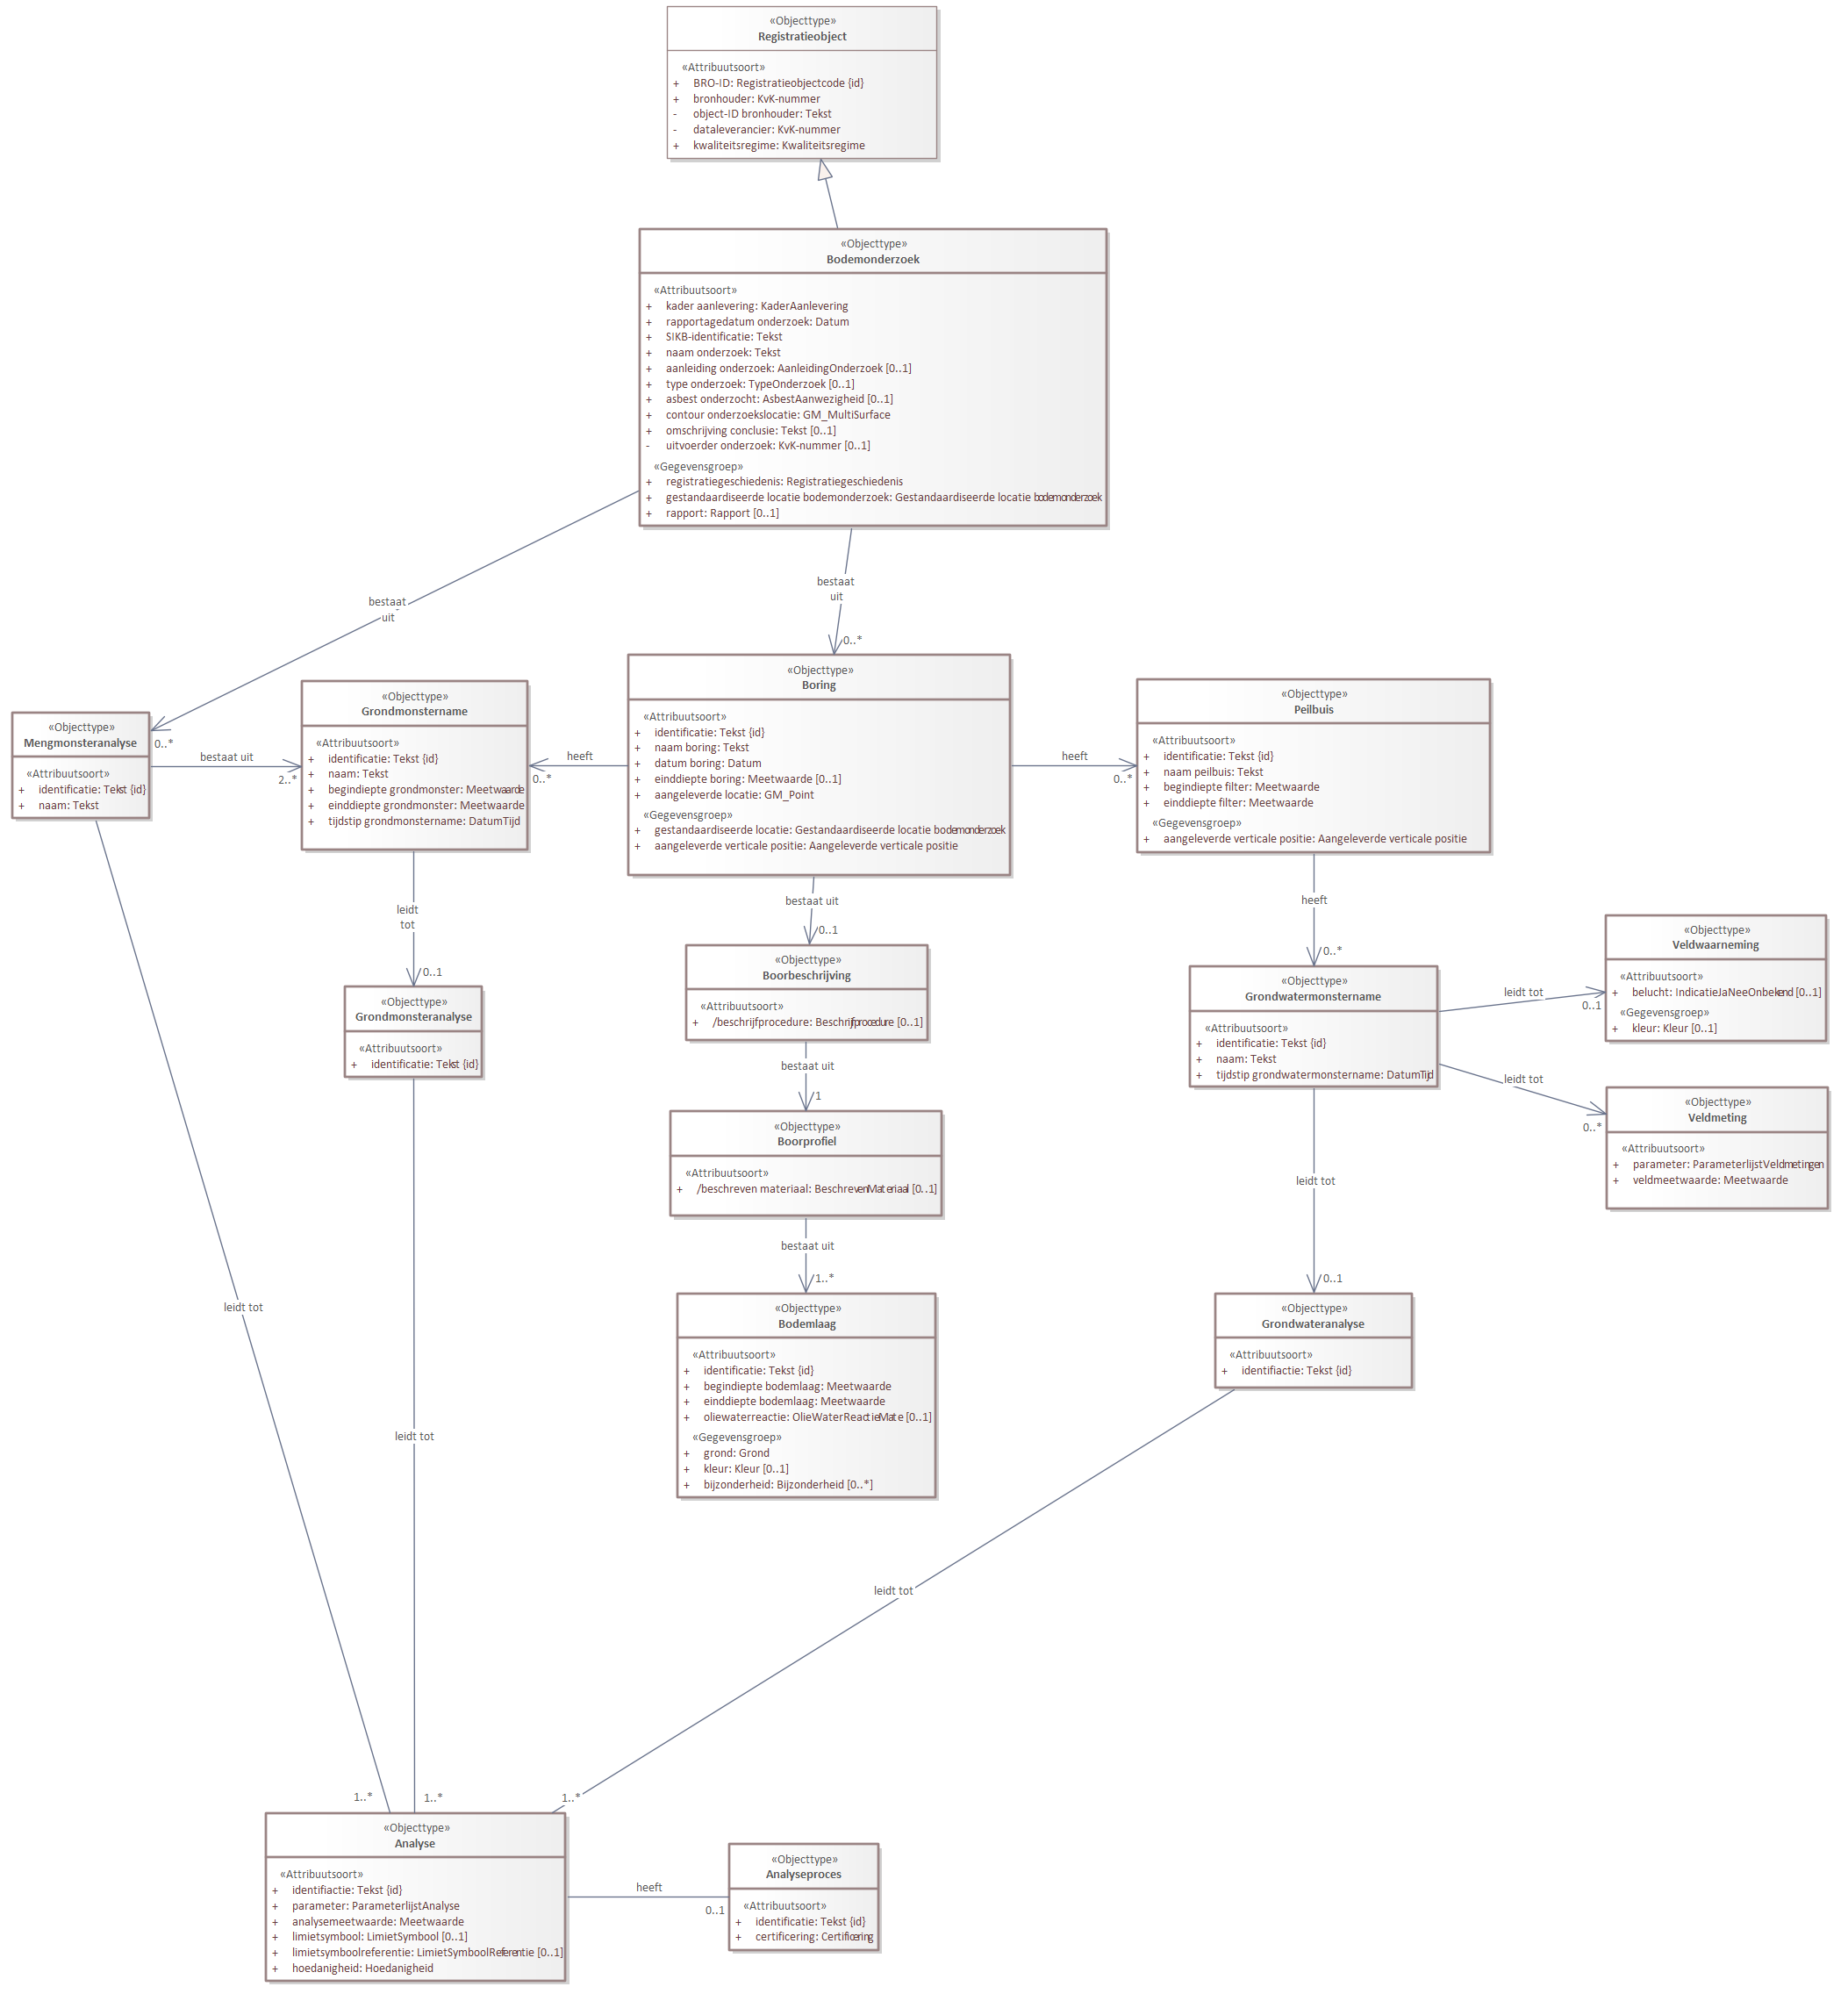 «Objecttype»
Registratieobject
«Attribuutsoort»
+ BRO-ID: Registratieobjectcode {id}
+ bronhouder: KvK-nummer
- object-ID bronhouder: Tekst
- dataleverancier: KvK-nummer
+ kwaliteitsregime: Kwaliteitsregime
«Objecttype»
Bodemonderzoek
«Attribuutsoort»
+ kader aanlevering: KaderAanlevering
+ rapportagedatum onderzoek: Datum
+ SIKB-identificatie: Tekst
+ naam onderzoek: Tekst
+ aanleiding onderzoek: AanleidingOnderzoek [0..1]
+ type onderzoek: TypeOnderzoek [0..1]
+ asbest onderzocht: AsbestAanwezigheid [0..1]
+ contour onderzoekslocatie: GM_MultiSurface
+ omschrijving conclusie: Tekst [0..1]
- uitvoerder onderzoek: KvK-nummer [0..1]
«Gegevensgroep»
+ registratiegeschiedenis: Registratiegeschiedenis
+ gestandaardiseerde locatie bodemonderzoek: Gestandaardiseerde locatie bodemonderzoek
+ rapport: Rapport [0..1]
bestaat
uit
0..*
bestaat
uit
0..*
«Objecttype»
Mengmonsteranalyse
«Attribuutsoort»
+ identificatie: Tekst {id}
+ naam: Tekst
bestaat uit
2..*
«Objecttype»
Grondmonstername
«Attribuutsoort»
+ identificatie: Tekst {id}
+ naam: Tekst
+ begindiepte grondmonster: Meetwaarde
+ einddiepte grondmonster: Meetwaarde
+ tijdstip grondmonstername: DatumTijd
heeft
0..*
«Objecttype»
Boring
«Attribuutsoort»
+ identificatie: Tekst {id}
+ naam boring: Tekst
+ datum boring: Datum
+ einddiepte boring: Meetwaarde [0..1]
+ aangeleverde locatie: GM_Point
«Gegevensgroep»
+ gestandaardiseerde locatie: Gestandaardiseerde locatie bodemonderzoek
+ aangeleverde verticale positie: Aangeleverde verticale positie
heeft
0..*
«Objecttype»
Peilbuis
«Attribuutsoort»
+ identificatie: Tekst {id}
+ naam peilbuis: Tekst
+ begindiepte filter: Meetwaarde
+ einddiepte filter: Meetwaarde
«Gegevensgroep»
+ aangeleverde verticale positie: Aangeleverde verticale positie
leidt
tot
0..1
«Objecttype»
Grondmonsteranalyse
«Attribuutsoort»
+ identificatie: Tekst {id}
bestaat uit
0..1
«Objecttype»
Boorbeschrijving
«Attribuutsoort»
+ /beschrijfprocedure: Beschrijfprocedure [0..1]
bestaat uit
1
«Objecttype»
Boorprofiel
«Attribuutsoort»
+ /beschreven materiaal: BeschrevenMateriaal [0..1]
bestaat uit
1..*
«Objecttype»
Bodemlaag
«Attribuutsoort»
+ identificatie: Tekst {id}
+ begindiepte bodemlaag: Meetwaarde
+ einddiepte bodemlaag: Meetwaarde
+ oliewaterreactie: OlieWaterReactieMate [0..1]
«Gegevensgroep»
+ grond: Grond
+ kleur: Kleur [0..1]
+ bijzonderheid: Bijzonderheid [0..*]
heeft
0..*
«Objecttype»
Grondwatermonstername
«Attribuutsoort»
+ identificatie: Tekst {id}
+ naam: Tekst
+ tijdstip grondwatermonstername: DatumTijd
leidt tot
0..1
«Objecttype»
Veldwaarneming
«Attribuutsoort»
+ belucht: IndicatieJaNeeOnbekend [0..1]
«Gegevensgroep»
+ kleur: Kleur [0..1]
leidt tot
0..*
«Objecttype»
Veldmeting
«Attribuutsoort»
+ parameter: ParameterlijstVeldmetingen
+ veldmeetwaarde: Meetwaarde
leidt tot
0..1
«Objecttype»
Grondwateranalyse
«Attribuutsoort»
+ identifiactie: Tekst {id}
leidt tot
1..*
leidt tot
1..*
leidt tot
1..*
«Objecttype»
Analyse
«Attribuutsoort»
+ identifiactie: Tekst {id}
+ parameter: ParameterlijstAnalyse
+ analysemeetwaarde: Meetwaarde
+ limietsymbool: LimietSymbool [0..1]
+ limietsymboolreferentie: LimietSymboolReferentie [0..1]
+ hoedanigheid: Hoedanigheid
heeft
0..1
«Objecttype»
Analyseproces
«Attribuutsoort»
+ identificatie: Tekst {id}
+ certificering: Certificering